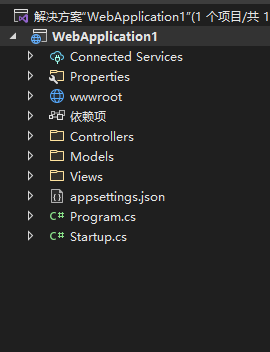 解决方案"WebApplication1"(1 个项目/共 1
WebApplication1
Connected Services
Properties
wwwroot
依赖项
Controllers
Models
Views
appsettings.json
C# Program.cs
C# Startup.cs